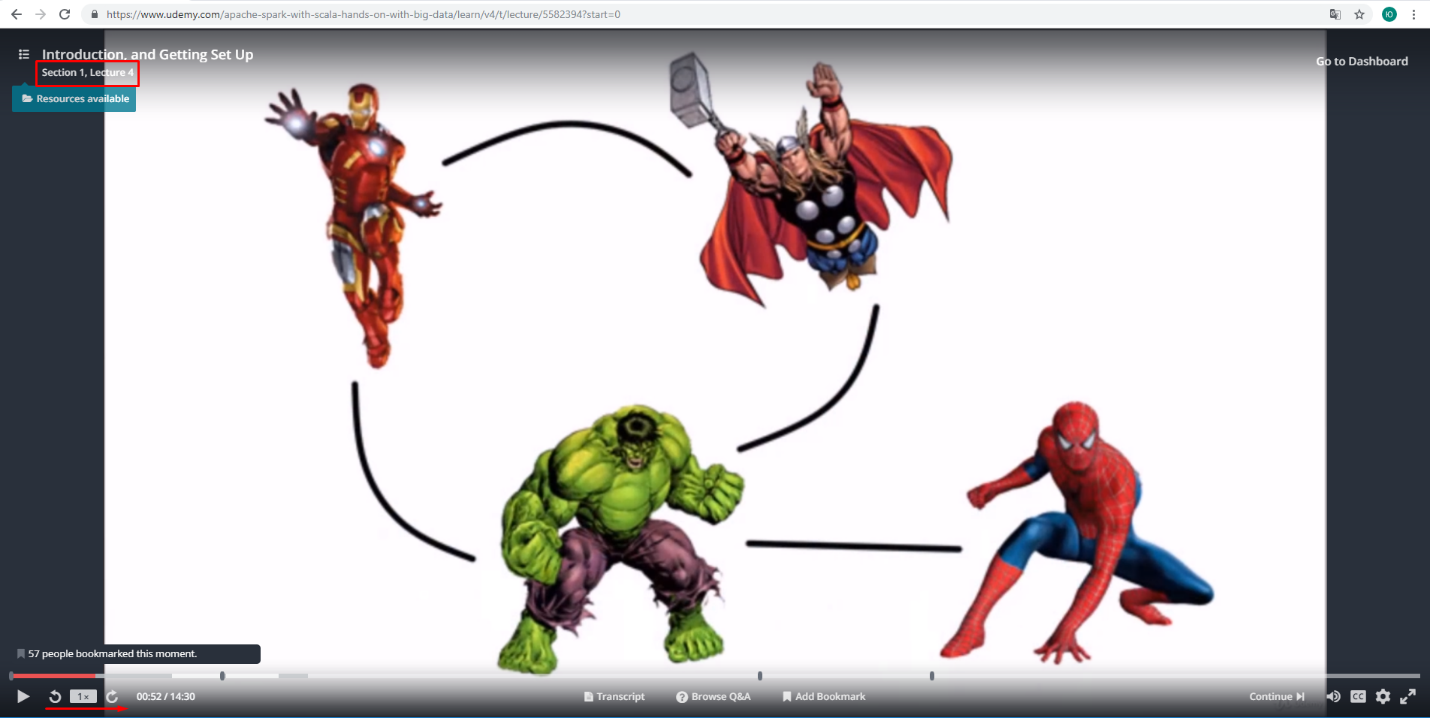 https://www.udemy.com/apache-spark-with-scala-hands-on-with-big-data/learn/v4/t/lecture/5582394?start=0
Ю
Introduction, and Getting Set Up
Section 1, Lecture 4
Go to Dashboard
Resources available
57 people bookmarked this moment.
1x
00:52 / 14:30
Transcript
Browse Q&A
Add Bookmark
Continue
CC